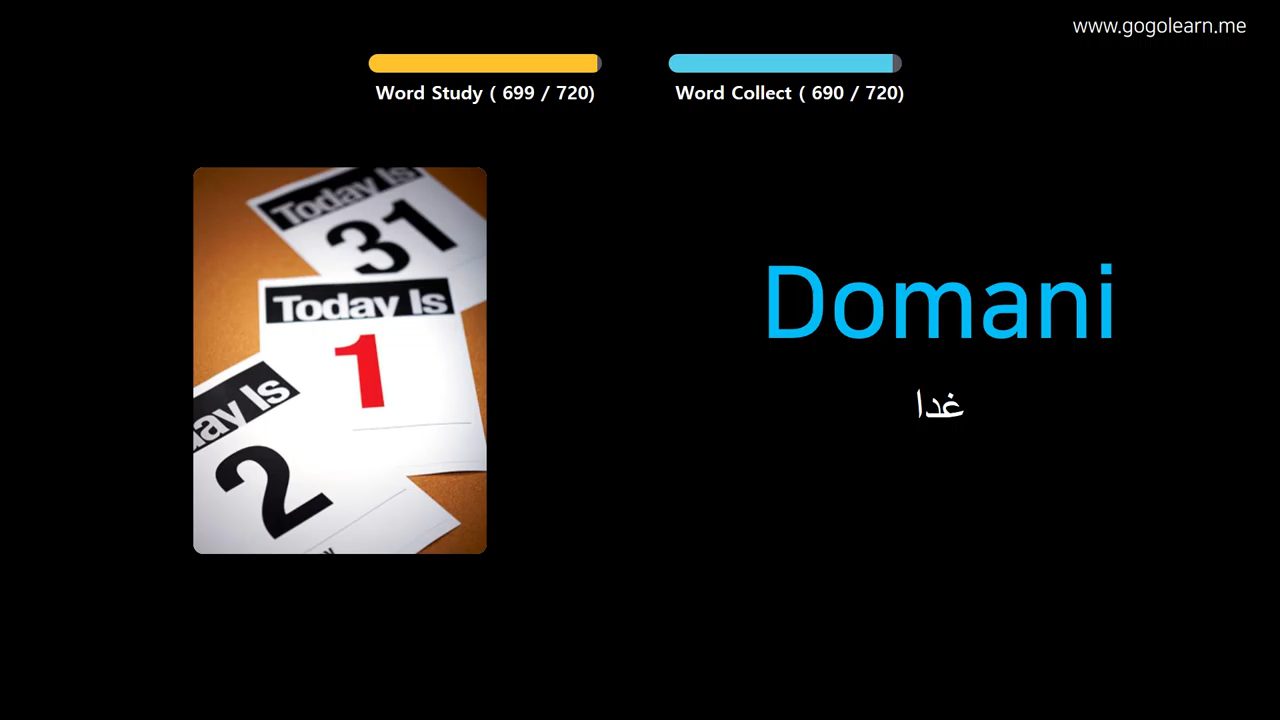 www.gogolearn.me
Word Study ( 699 / 720)
Word Collect ( 690 / 720)
Today Is
31
Today Is
1
day Is
2
Domani
غدا